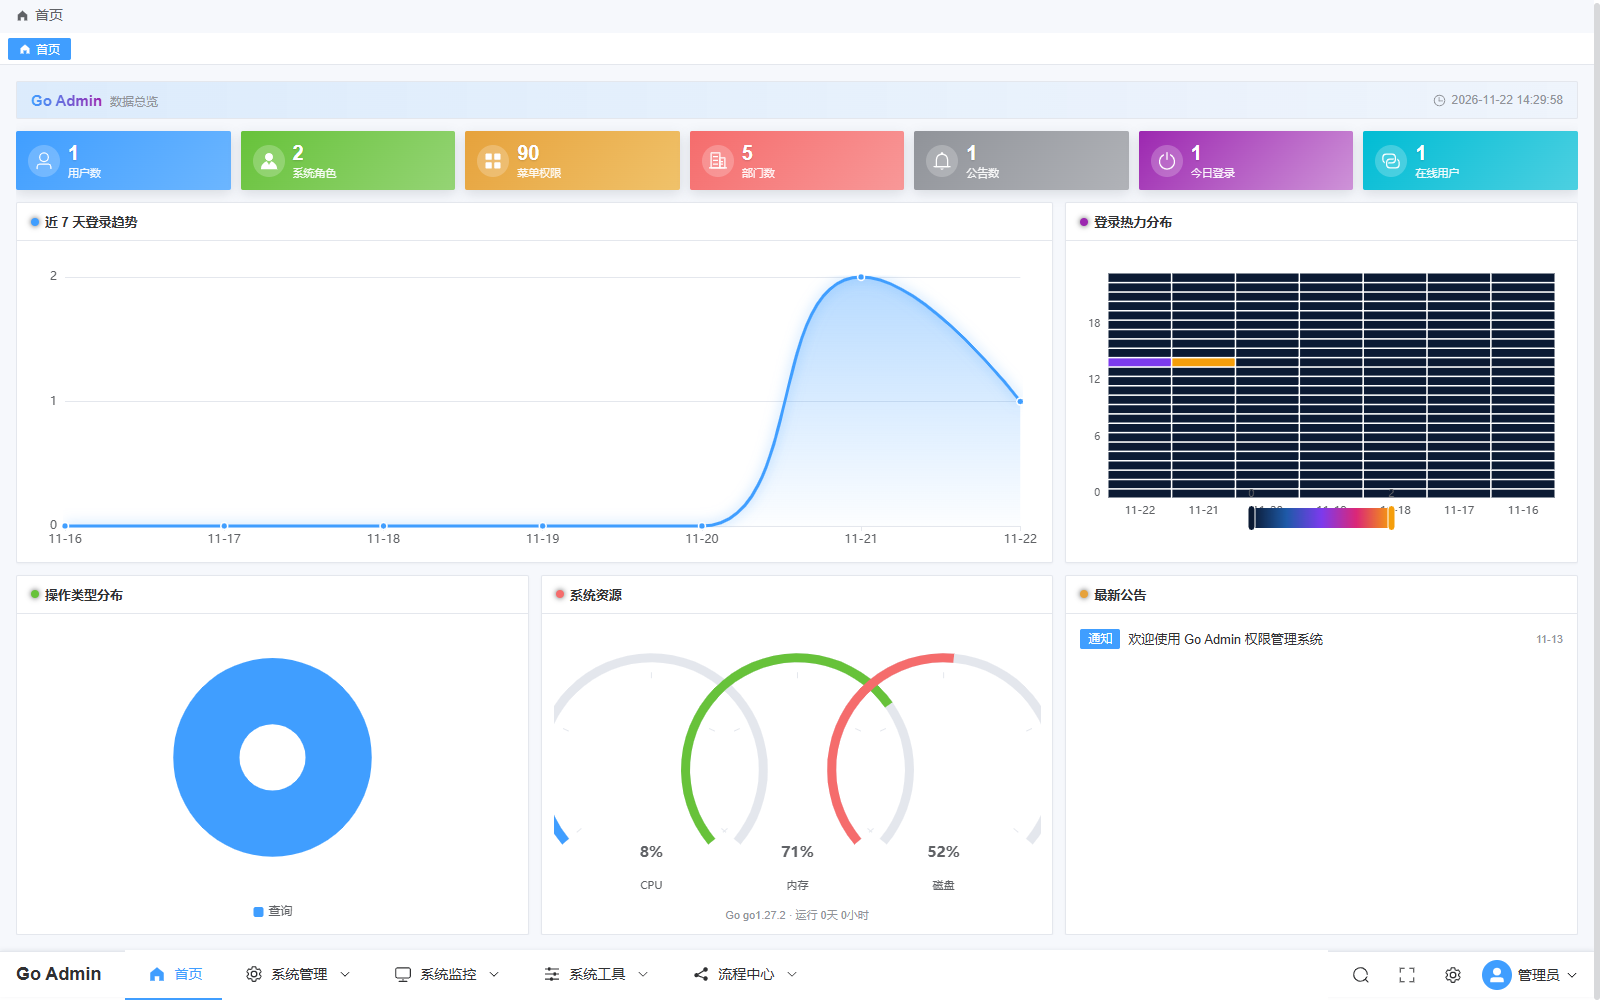 首页
首页
Go Admin 数据总览
2026-11-22 14:29:58
1
用户数
2
系统角色
90
菜单权限
5
部门数
1
公告数
1
今日登录
1
在线用户
近 7 天登录趋势
2
1
0
11-16 11-17 11-18 11-19 11-20 11-21 11-22
登录热力分布
18
12
6
0
0 2
11-22 11-21 11-20 11-19 11-18 11-17 11-16
操作类型分布
查询
系统资源
8% 71% 52%
CPU 内存 磁盘
Go go1.27.2 · 运行 0天 0小时
最新公告
通知 欢迎使用 Go Admin 权限管理系统 11-13
Go Admin 首页 系统管理 系统监控 系统工具 流程中心 管理员